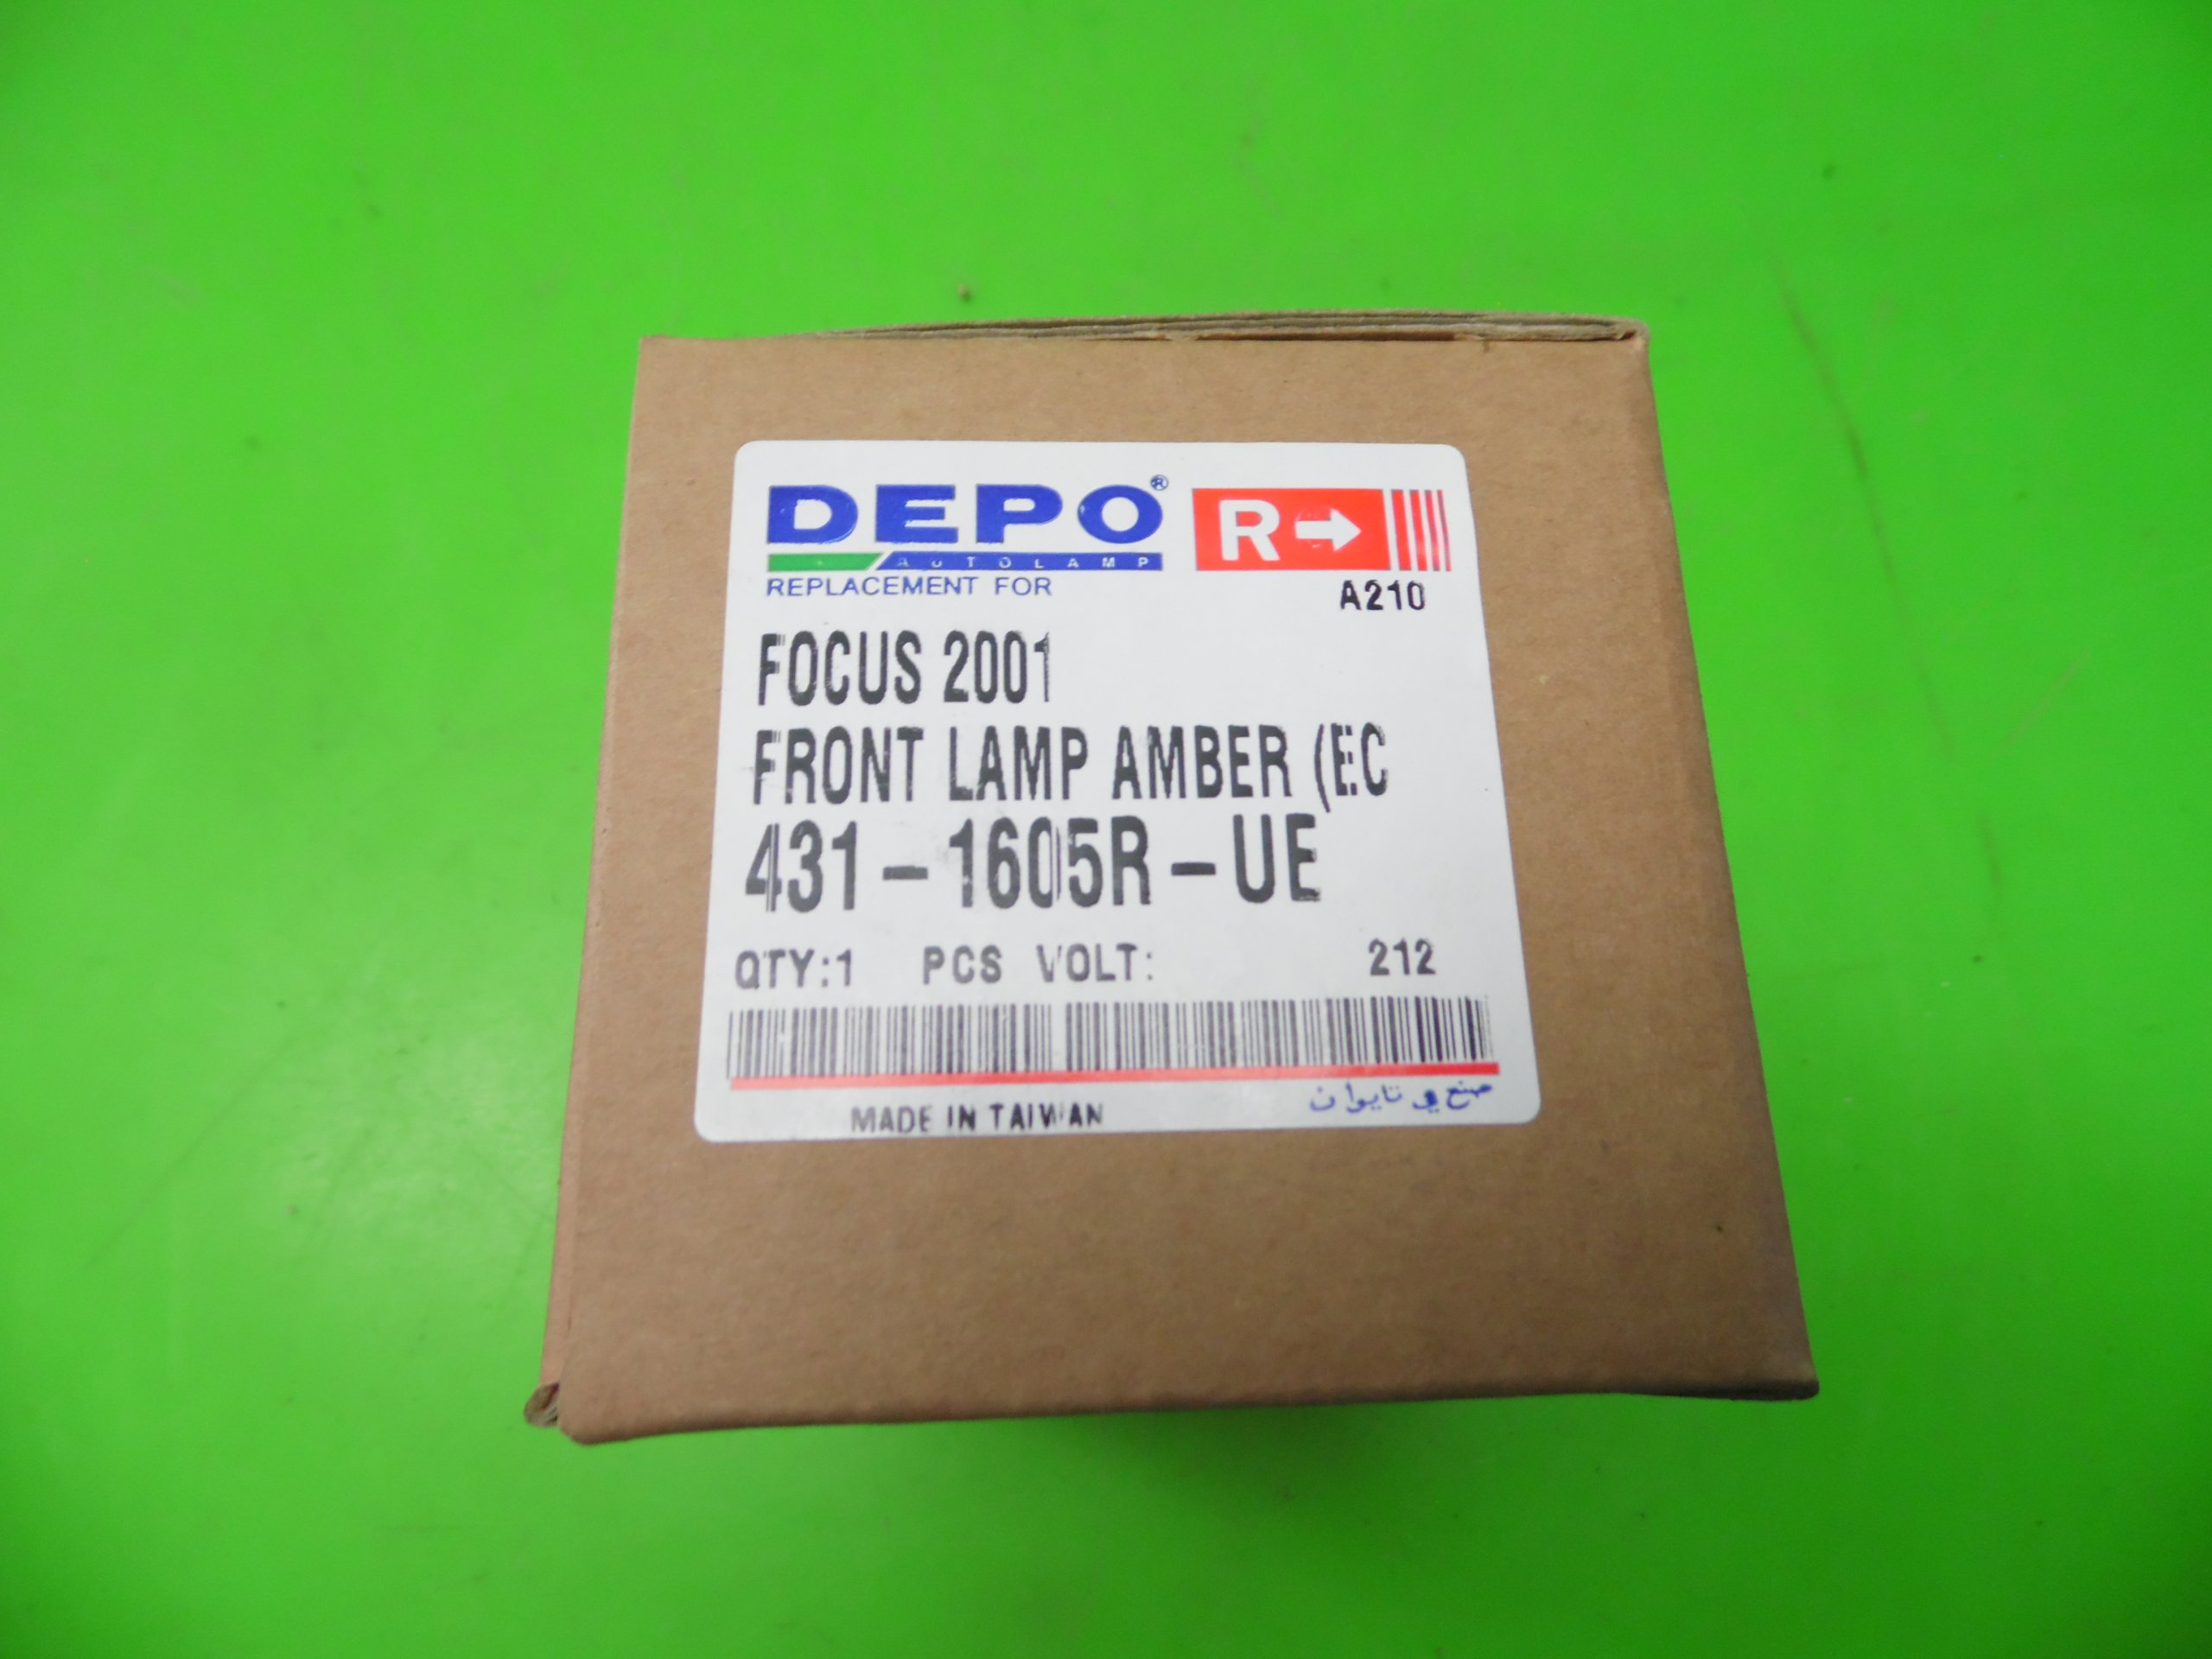 DEPO®
R→
AUTOLAMP
REPLACEMENT FOR
A210
FOCUS 2001
FRONT LAMP AMBER (EC
431-1605R-UE
QTY:1 PCS VOLT: 212
MADE IN TAIWAN
صنع في تايوان